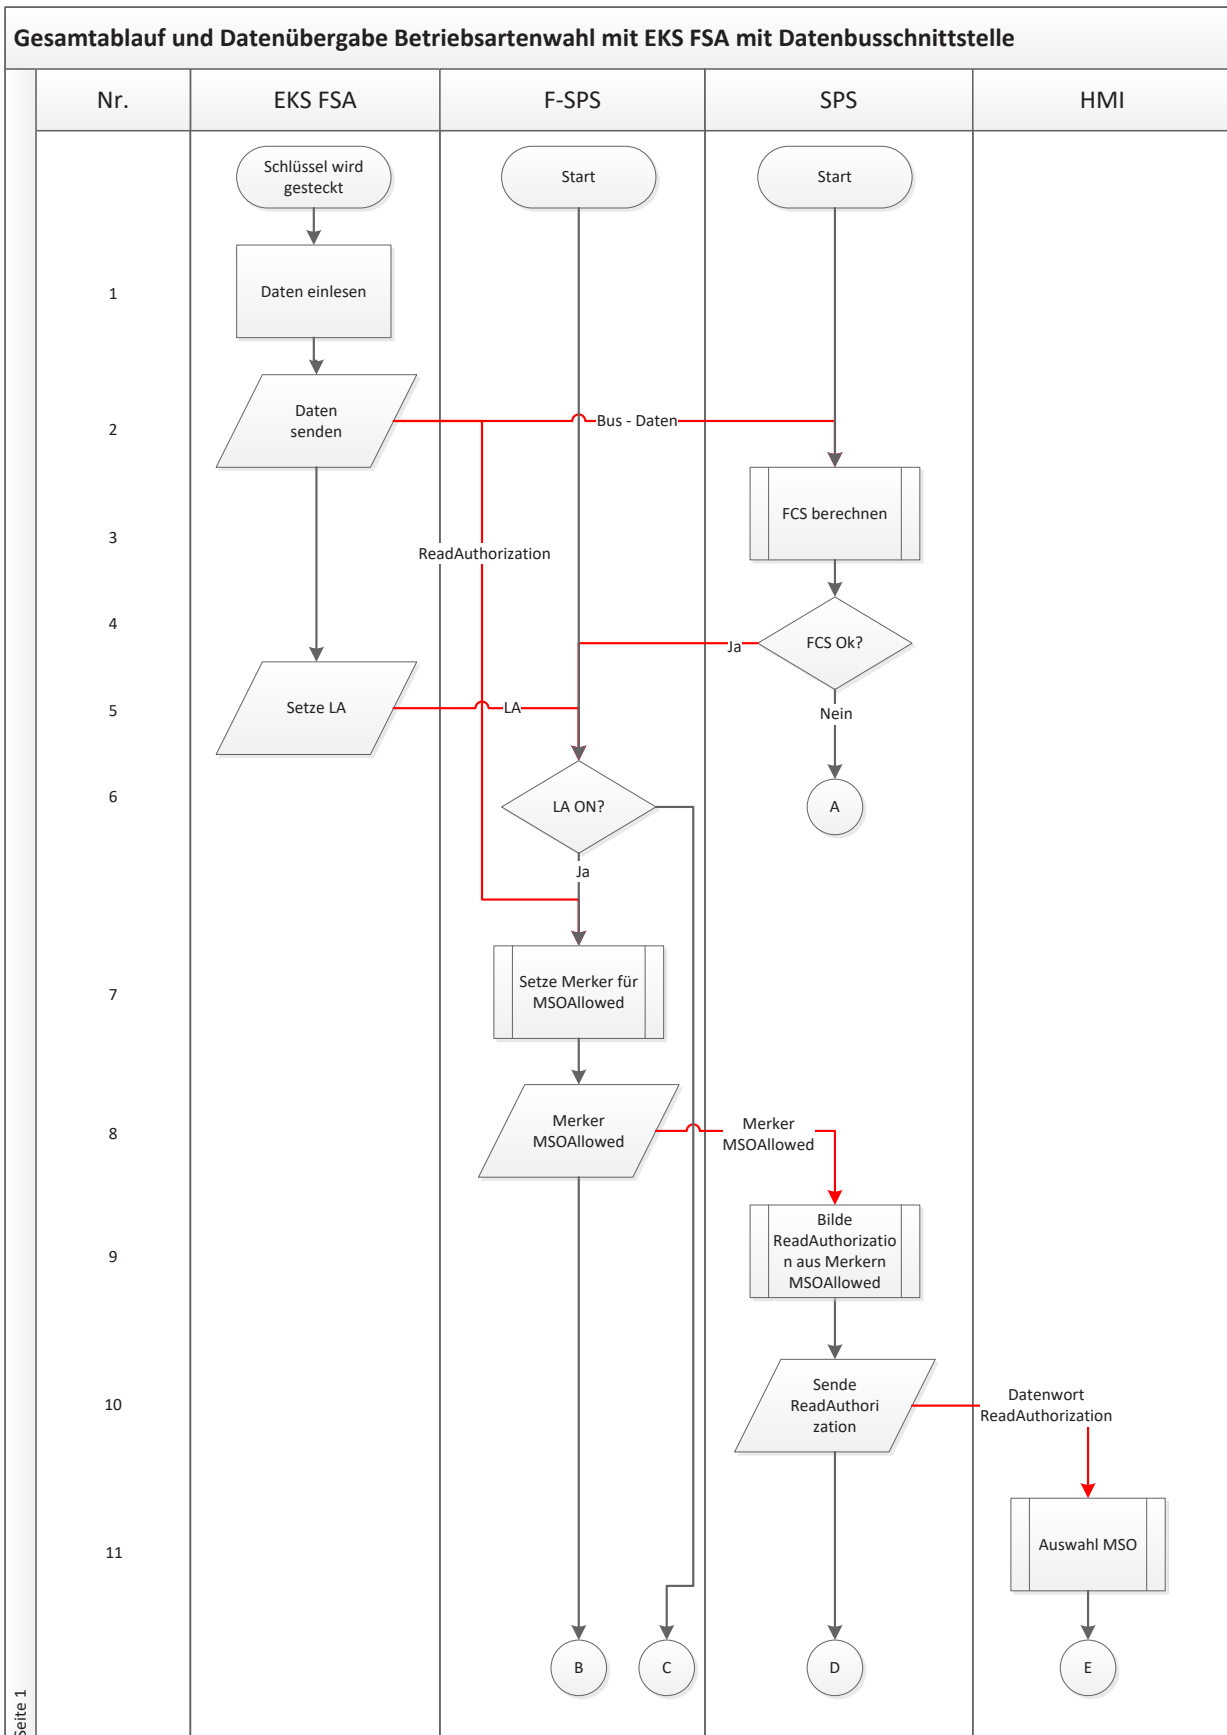 Gesamtablauf und Datenübergabe Betriebsartenwahl mit EKS FSA mit Datenbusschnittstelle
Nr.
EKS FSA
F-SPS
SPS
HMI
Schlüssel wird
gesteckt
Start
Start
1
Daten einlesen
2
Daten
senden
Bus - Daten
3
FCS berechnen
ReadAuthorization
4
Ja
FCS Ok?
5
Setze LA
LA
Nein
6
LA ON?
A
Ja
7
Setze Merker für
MSOAllowed
8
Merker
MSOAllowed
Merker
MSOAllowed
9
Bilde
ReadAuthorizatio
n aus Merkern
MSOAllowed
10
Sende
ReadAuthori
zation
Datenwort
ReadAuthorization
11
Auswahl MSO
B
C
D
E
Seite 1